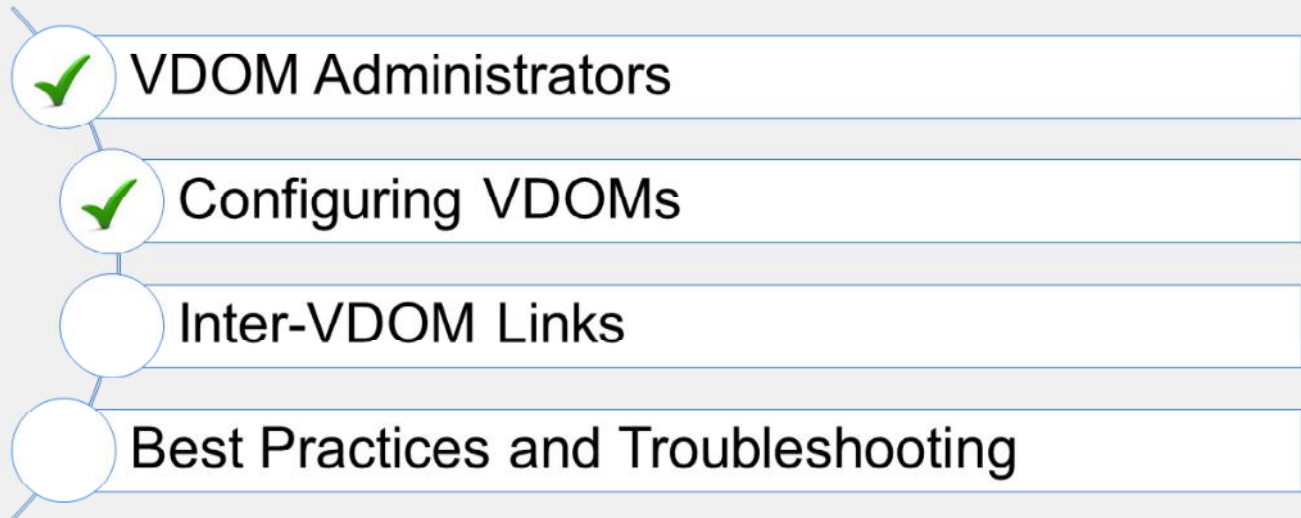 VDOM Administrators
Configuring VDOMs
Inter-VDOM Links
Best Practices and Troubleshooting